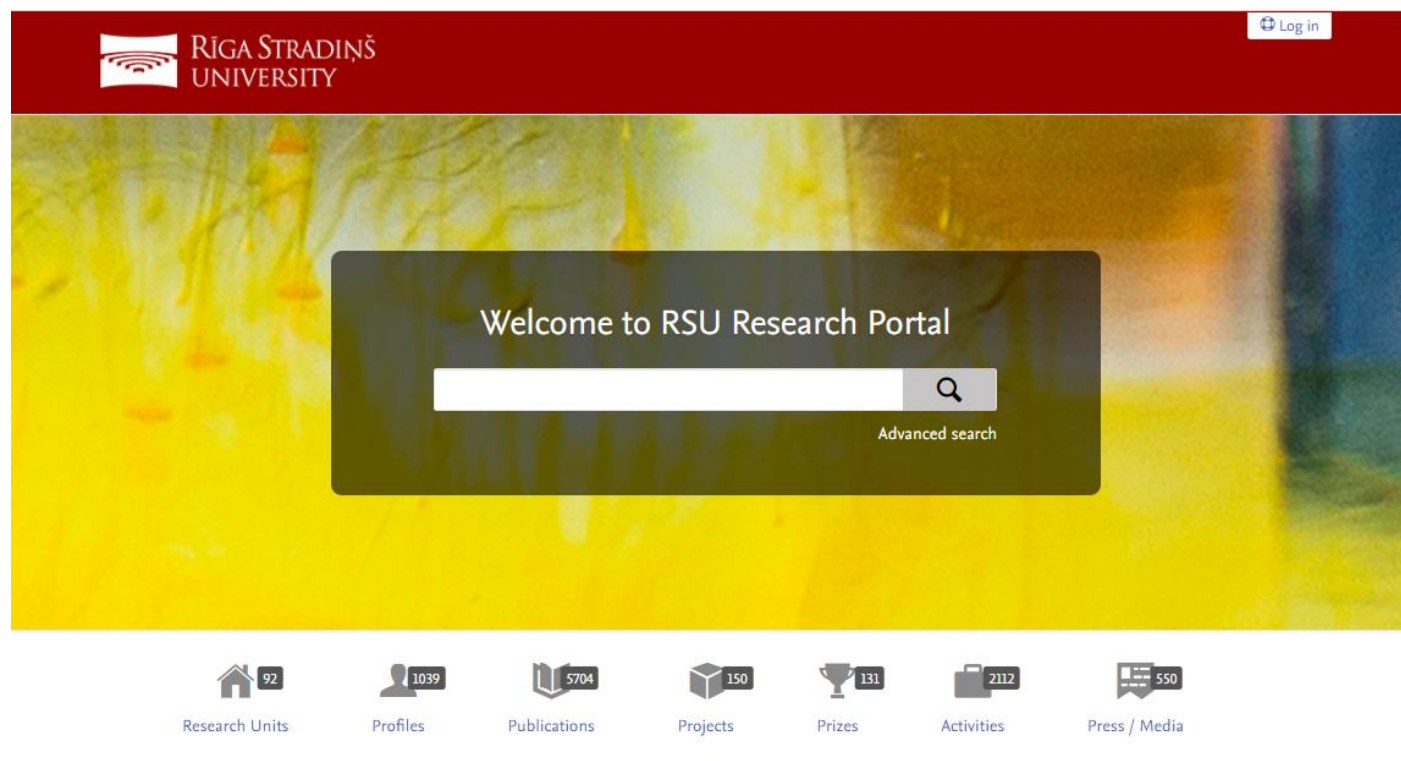 Log in
RĪGA STRADIŅŠ
UNIVERSITY
Welcome to RSU Research Portal
Advanced search
92 1039 5704 150 131 2112 550
Research Units Profiles Publications Projects Prizes Activities Press / Media